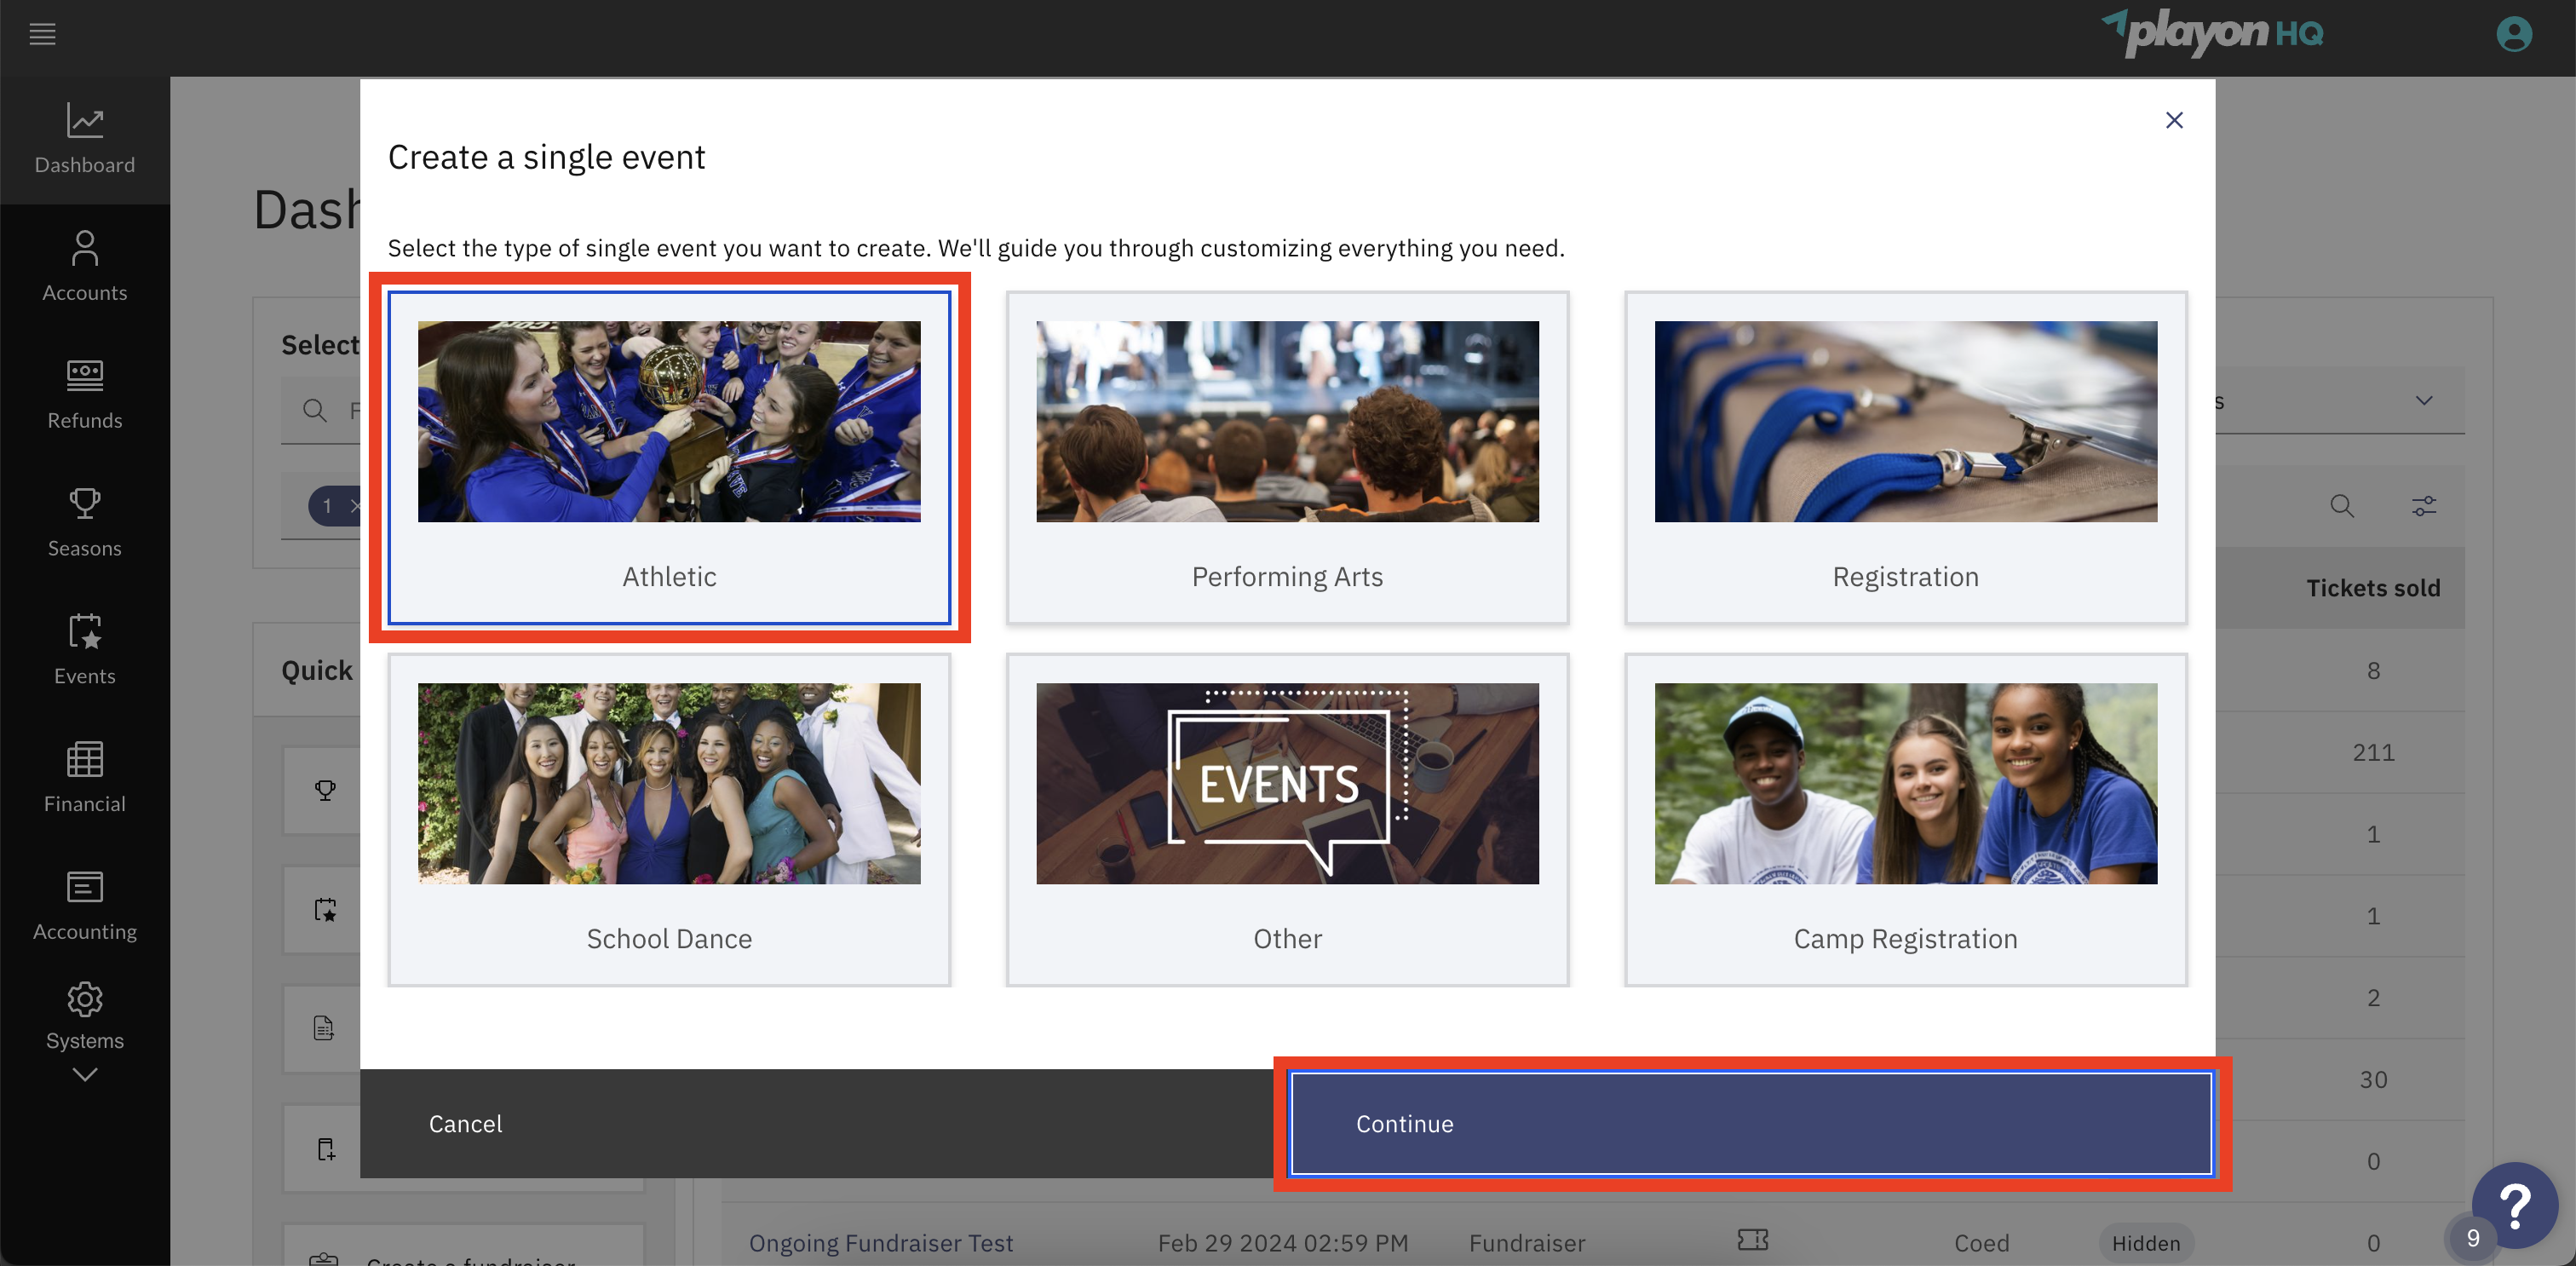 playon HQ
Dashboard
Accounts
Refunds
Seasons
Events
Financial
Accounting
Systems
Dash
Select
1
Quick
Create a single event
Select the type of single event you want to create. We'll guide you through customizing everything you need.
Athletic
Performing Arts
Registration
School Dance
EVENTS
Other
Camp Registration
Cancel
Continue
s
Tickets sold
8
211
1
1
2
30
0
Create a fundraiser
Ongoing Fundraiser Test Feb 29 2024 02:59 PM Fundraiser Coed Hidden 0
?
9